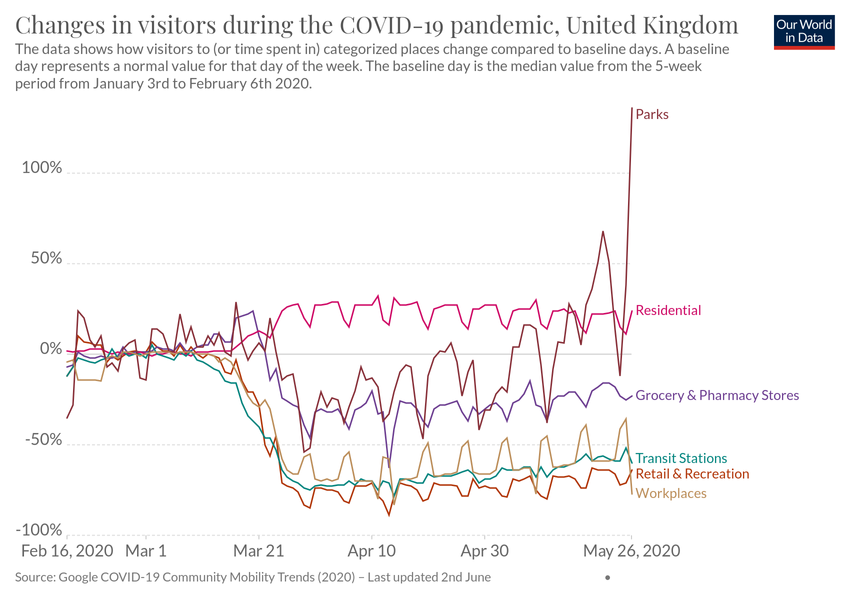 Changes in visitors during the COVID-19 pandemic, United Kingdom
Our World
in Data
The data shows how visitors to (or time spent in) categorized places change compared to baseline days. A baseline
day represents a normal value for that day of the week. The baseline day is the median value from the 5-week
period from January 3rd to February 6th 2020.
Parks
100%
50%
Residential
0%
Grocery & Pharmacy Stores
-50%
Transit Stations
Retail & Recreation
Workplaces
-100%
Feb 16, 2020 Mar 1 Mar 21 Apr 10 Apr 30 May 26, 2020
Source: Google COVID-19 Community Mobility Trends (2020) – Last updated 2nd June